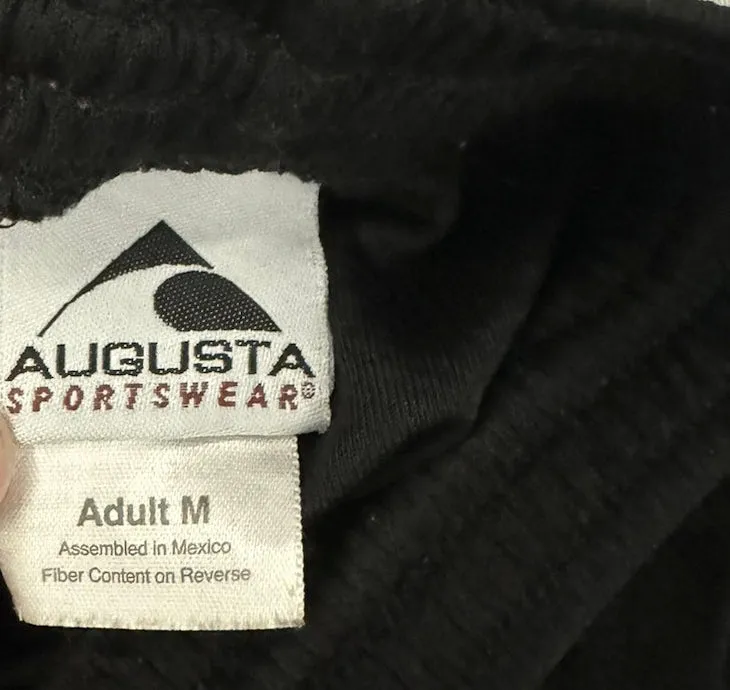 AUGUSTA
SPORTSWEAR®
Adult M
Assembled in Mexico
Fiber Content on Reverse